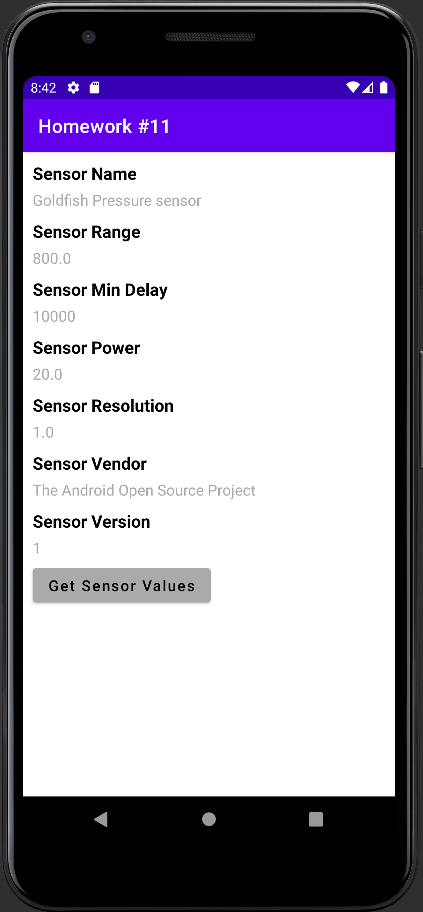 8:42
Homework #11
Sensor Name
Goldfish Pressure sensor
Sensor Range
800.0
Sensor Min Delay
10000
Sensor Power
20.0
Sensor Resolution
1.0
Sensor Vendor
The Android Open Source Project
Sensor Version
1
Get Sensor Values